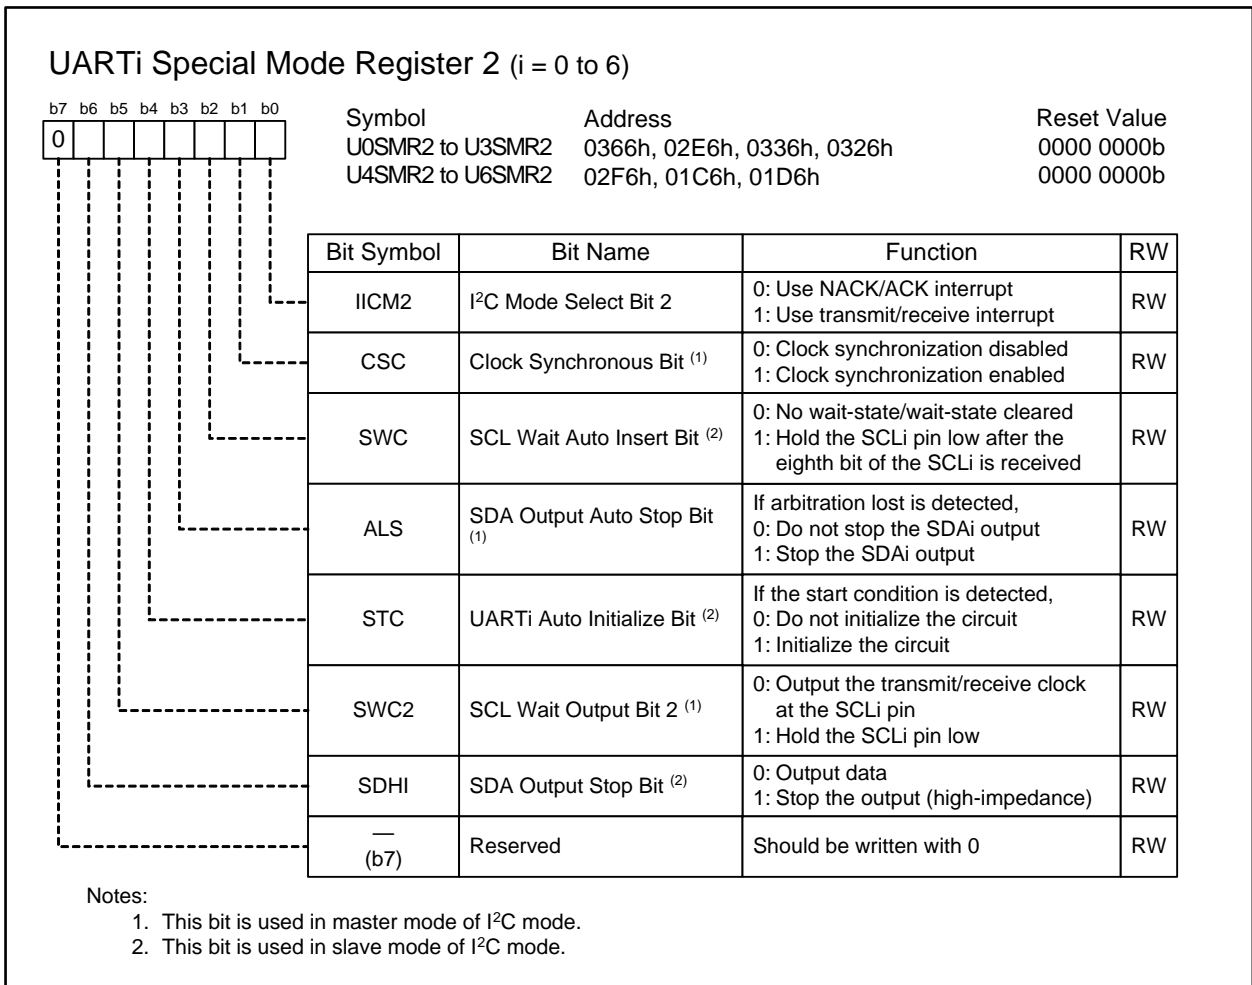 UARTi Special Mode Register 2 (i = 0 to 6)
b7 b6 b5 b4 b3 b2 b1 b0
0
Symbol Address Reset Value
U0SMR2 to U3SMR2 0366h, 02E6h, 0336h, 0326h 0000 0000b
U4SMR2 to U6SMR2 02F6h, 01C6h, 01D6h 0000 0000b
Bit Symbol Bit Name Function RW
IICM2 I²C Mode Select Bit 2 0: Use NACK/ACK interrupt RW
1: Use transmit/receive interrupt
CSC Clock Synchronous Bit (1) 0: Clock synchronization disabled RW
1: Clock synchronization enabled
SWC SCL Wait Auto Insert Bit (2) 0: No wait-state/wait-state cleared RW
1: Hold the SCLi pin low after the
eighth bit of the SCLi is received
ALS SDA Output Auto Stop Bit (1) If arbitration lost is detected, RW
0: Do not stop the SDAi output
1: Stop the SDAi output
STC UARTi Auto Initialize Bit (2) If the start condition is detected, RW
0: Do not initialize the circuit
1: Initialize the circuit
SWC2 SCL Wait Output Bit 2 (1) 0: Output the transmit/receive clock RW
at the SCLi pin
1: Hold the SCLi pin low
SDHI SDA Output Stop Bit (2) 0: Output data RW
1: Stop the output (high-impedance)
— Reserved Should be written with 0 RW
(b7)
Notes:
1. This bit is used in master mode of I²C mode.
2. This bit is used in slave mode of I²C mode.